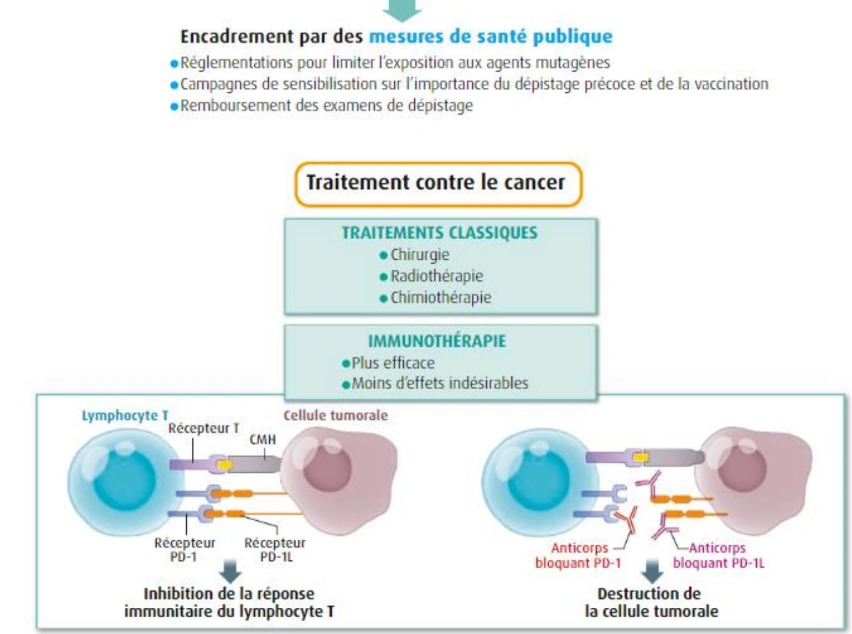 Encadrement par des mesures de santé publique
• Réglementations pour limiter l'exposition aux agents mutagènes
• Campagnes de sensibilisation sur l'importance du dépistage précoce et de la vaccination
• Remboursement des examens de dépistage
Traitement contre le cancer
TRAITEMENTS CLASSIQUES
• Chirurgie
• Radiothérapie
• Chimiothérapie
IMMUNOTHÉRAPIE
• Plus efficace
• Moins d'effets indésirables
Lymphocyte T
Récepteur T
CMH
Cellule tumorale
Récepteur
PD-1
Récepteur
PD-1L
Inhibition de la réponse
immunitaire du lymphocyte T
Anticorps
bloquant PD-1
Anticorps
bloquant PD-1L
Destruction de
la cellule tumorale